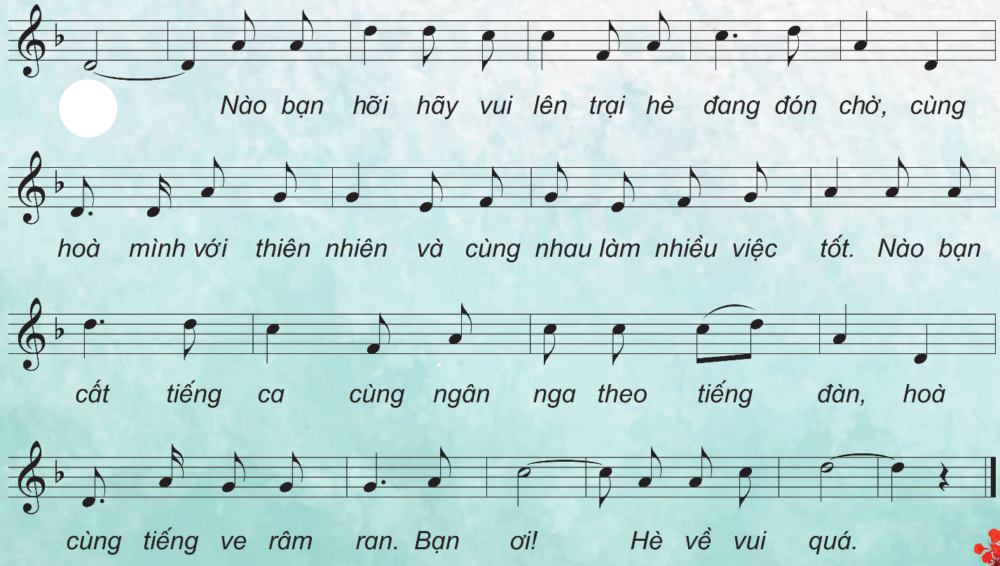 Nào bạn hỡi hãy vui lên trại hè đang đón chờ, cùng
hoà mình với thiên nhiên và cùng nhau làm nhiều việc tốt. Nào bạn
cất tiếng ca cùng ngân nga theo tiếng đàn, hoà
cùng tiếng ve râm ran. Bạn ơi! Hè về vui quá.